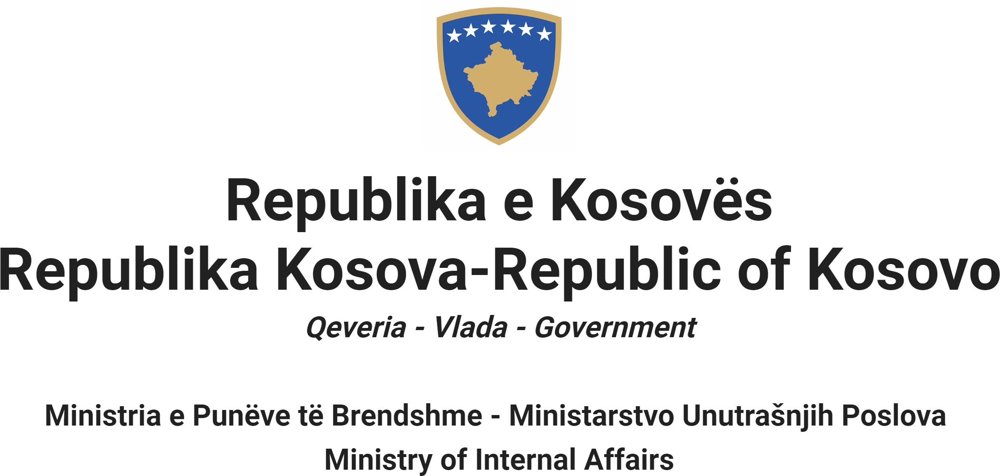 Republika e Kosovës
Republika Kosova-Republic of Kosovo
Qeveria - Vlada - Government
Ministria e Punëve të Brendshme - Ministarstvo Unutrašnjih Poslova
Ministry of Internal Affairs